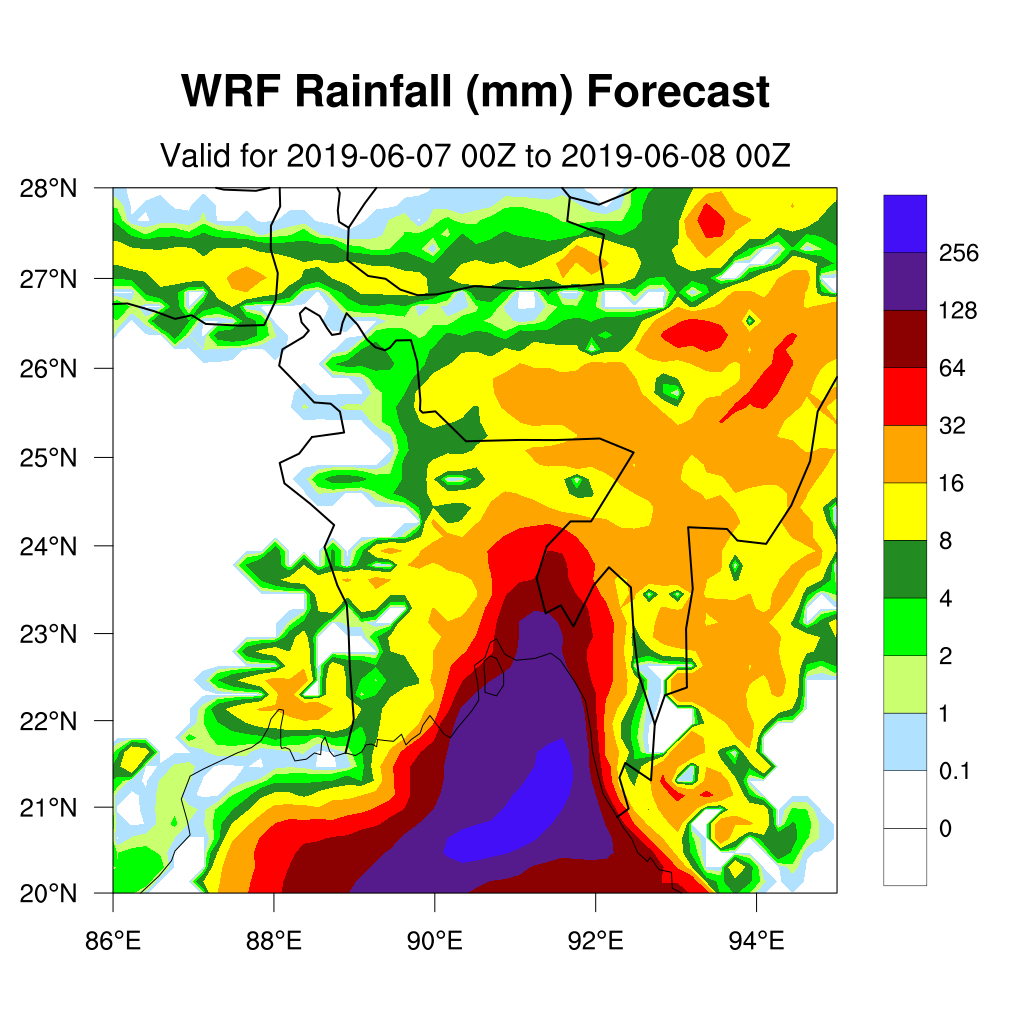 WRF Rainfall (mm) Forecast
Valid for 2019-06-07 00Z to 2019-06-08 00Z
28°N
27°N
26°N
25°N
24°N
23°N
22°N
21°N
20°N
86°E 88°E 90°E 92°E 94°E
256
128
64
32
16
8
4
2
1
0.1
0